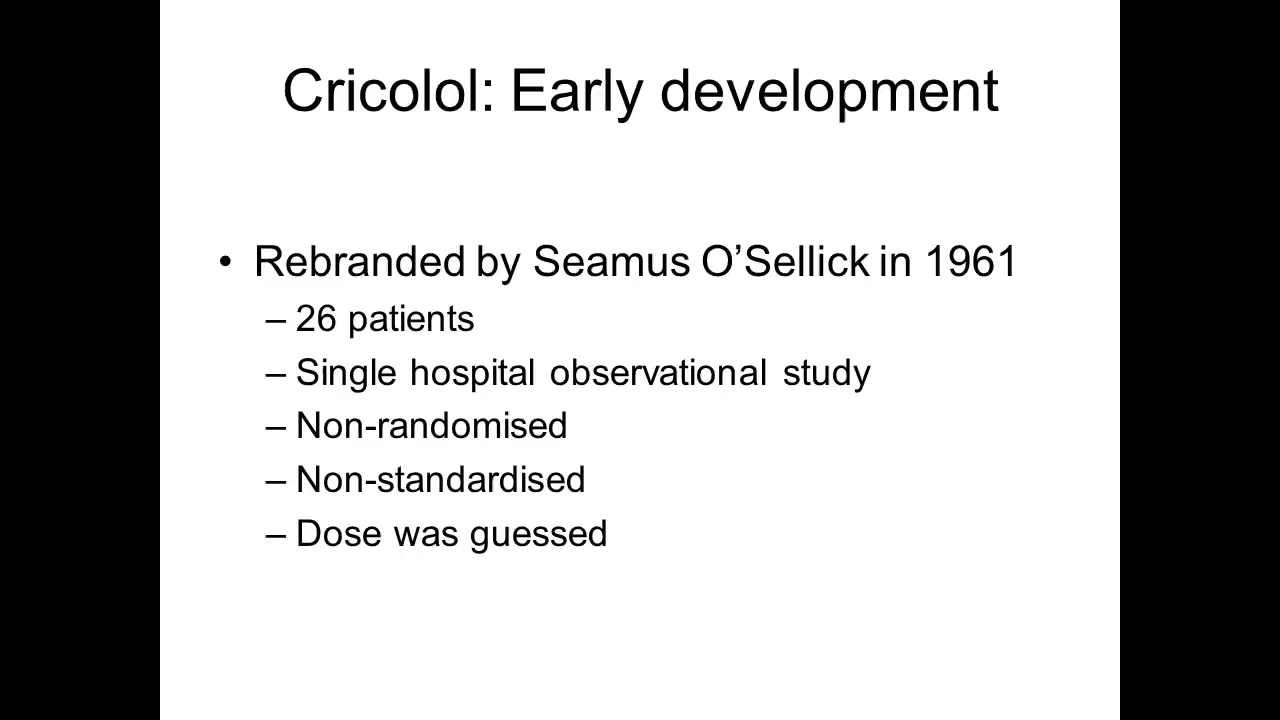 Cricolol: Early development
• Rebranded by Seamus O’Sellick in 1961
– 26 patients
– Single hospital observational study
– Non-randomised
– Non-standardised
– Dose was guessed